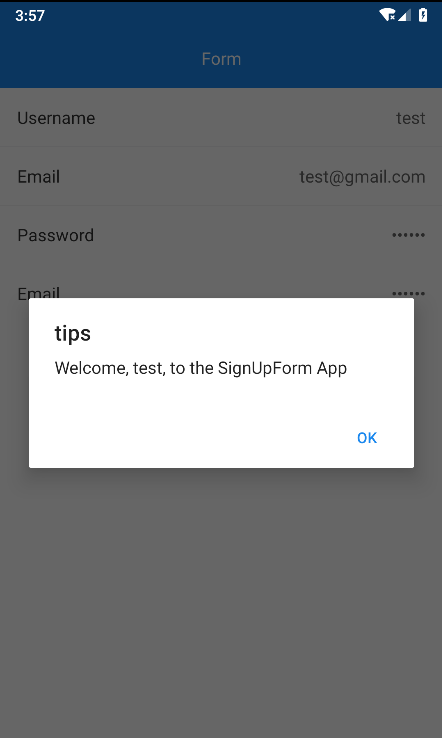 3:57
Form
Username test
Email test@gmail.com
Password ••••••
Email ••••••
tips
Welcome, test, to the SignUpForm App
OK